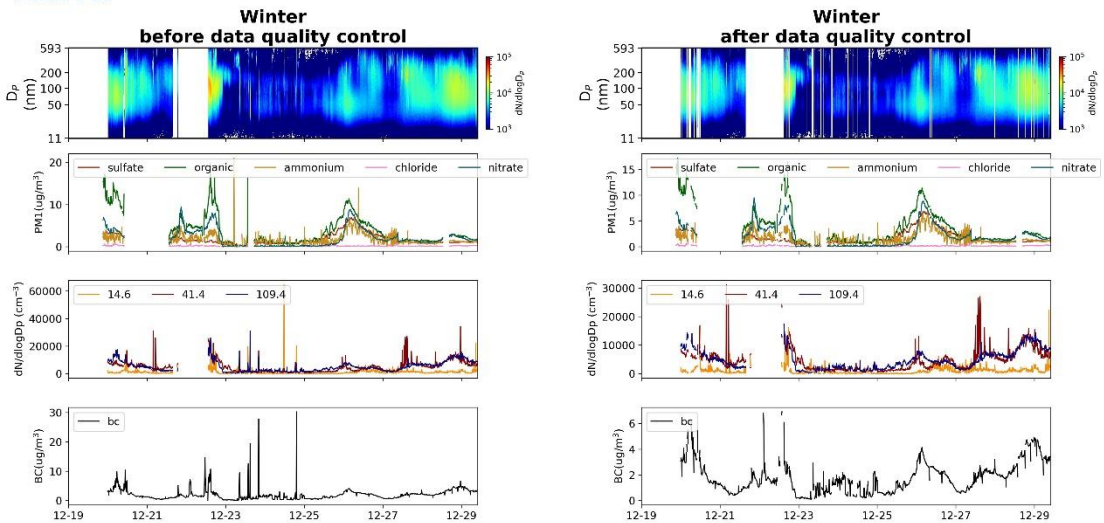 Winter
before data quality control
593
200
100
50
11
Dₚ
(nm)
10⁵
10⁴
10³
dN/dlogDₚ
sulfate organic ammonium chloride nitrate
20
10
0
PM1(ug/m³)
14.6 41.4 109.4
60000
40000
20000
0
dN/dlogDp (cm⁻³)
bc
30
20
10
0
BC(ug/m³)
12-19 12-21 12-23 12-25 12-27 12-29
Winter
after data quality control
593
200
100
50
11
Dₚ
(nm)
10⁵
10⁴
10³
dN/dlogDₚ
sulfate organic ammonium chloride nitrate
15
10
5
0
PM1(ug/m³)
14.6 41.4 109.4
30000
20000
10000
0
dN/dlogDp (cm⁻³)
bc
6
4
2
0
BC(ug/m³)
12-19 12-21 12-23 12-25 12-27 12-29